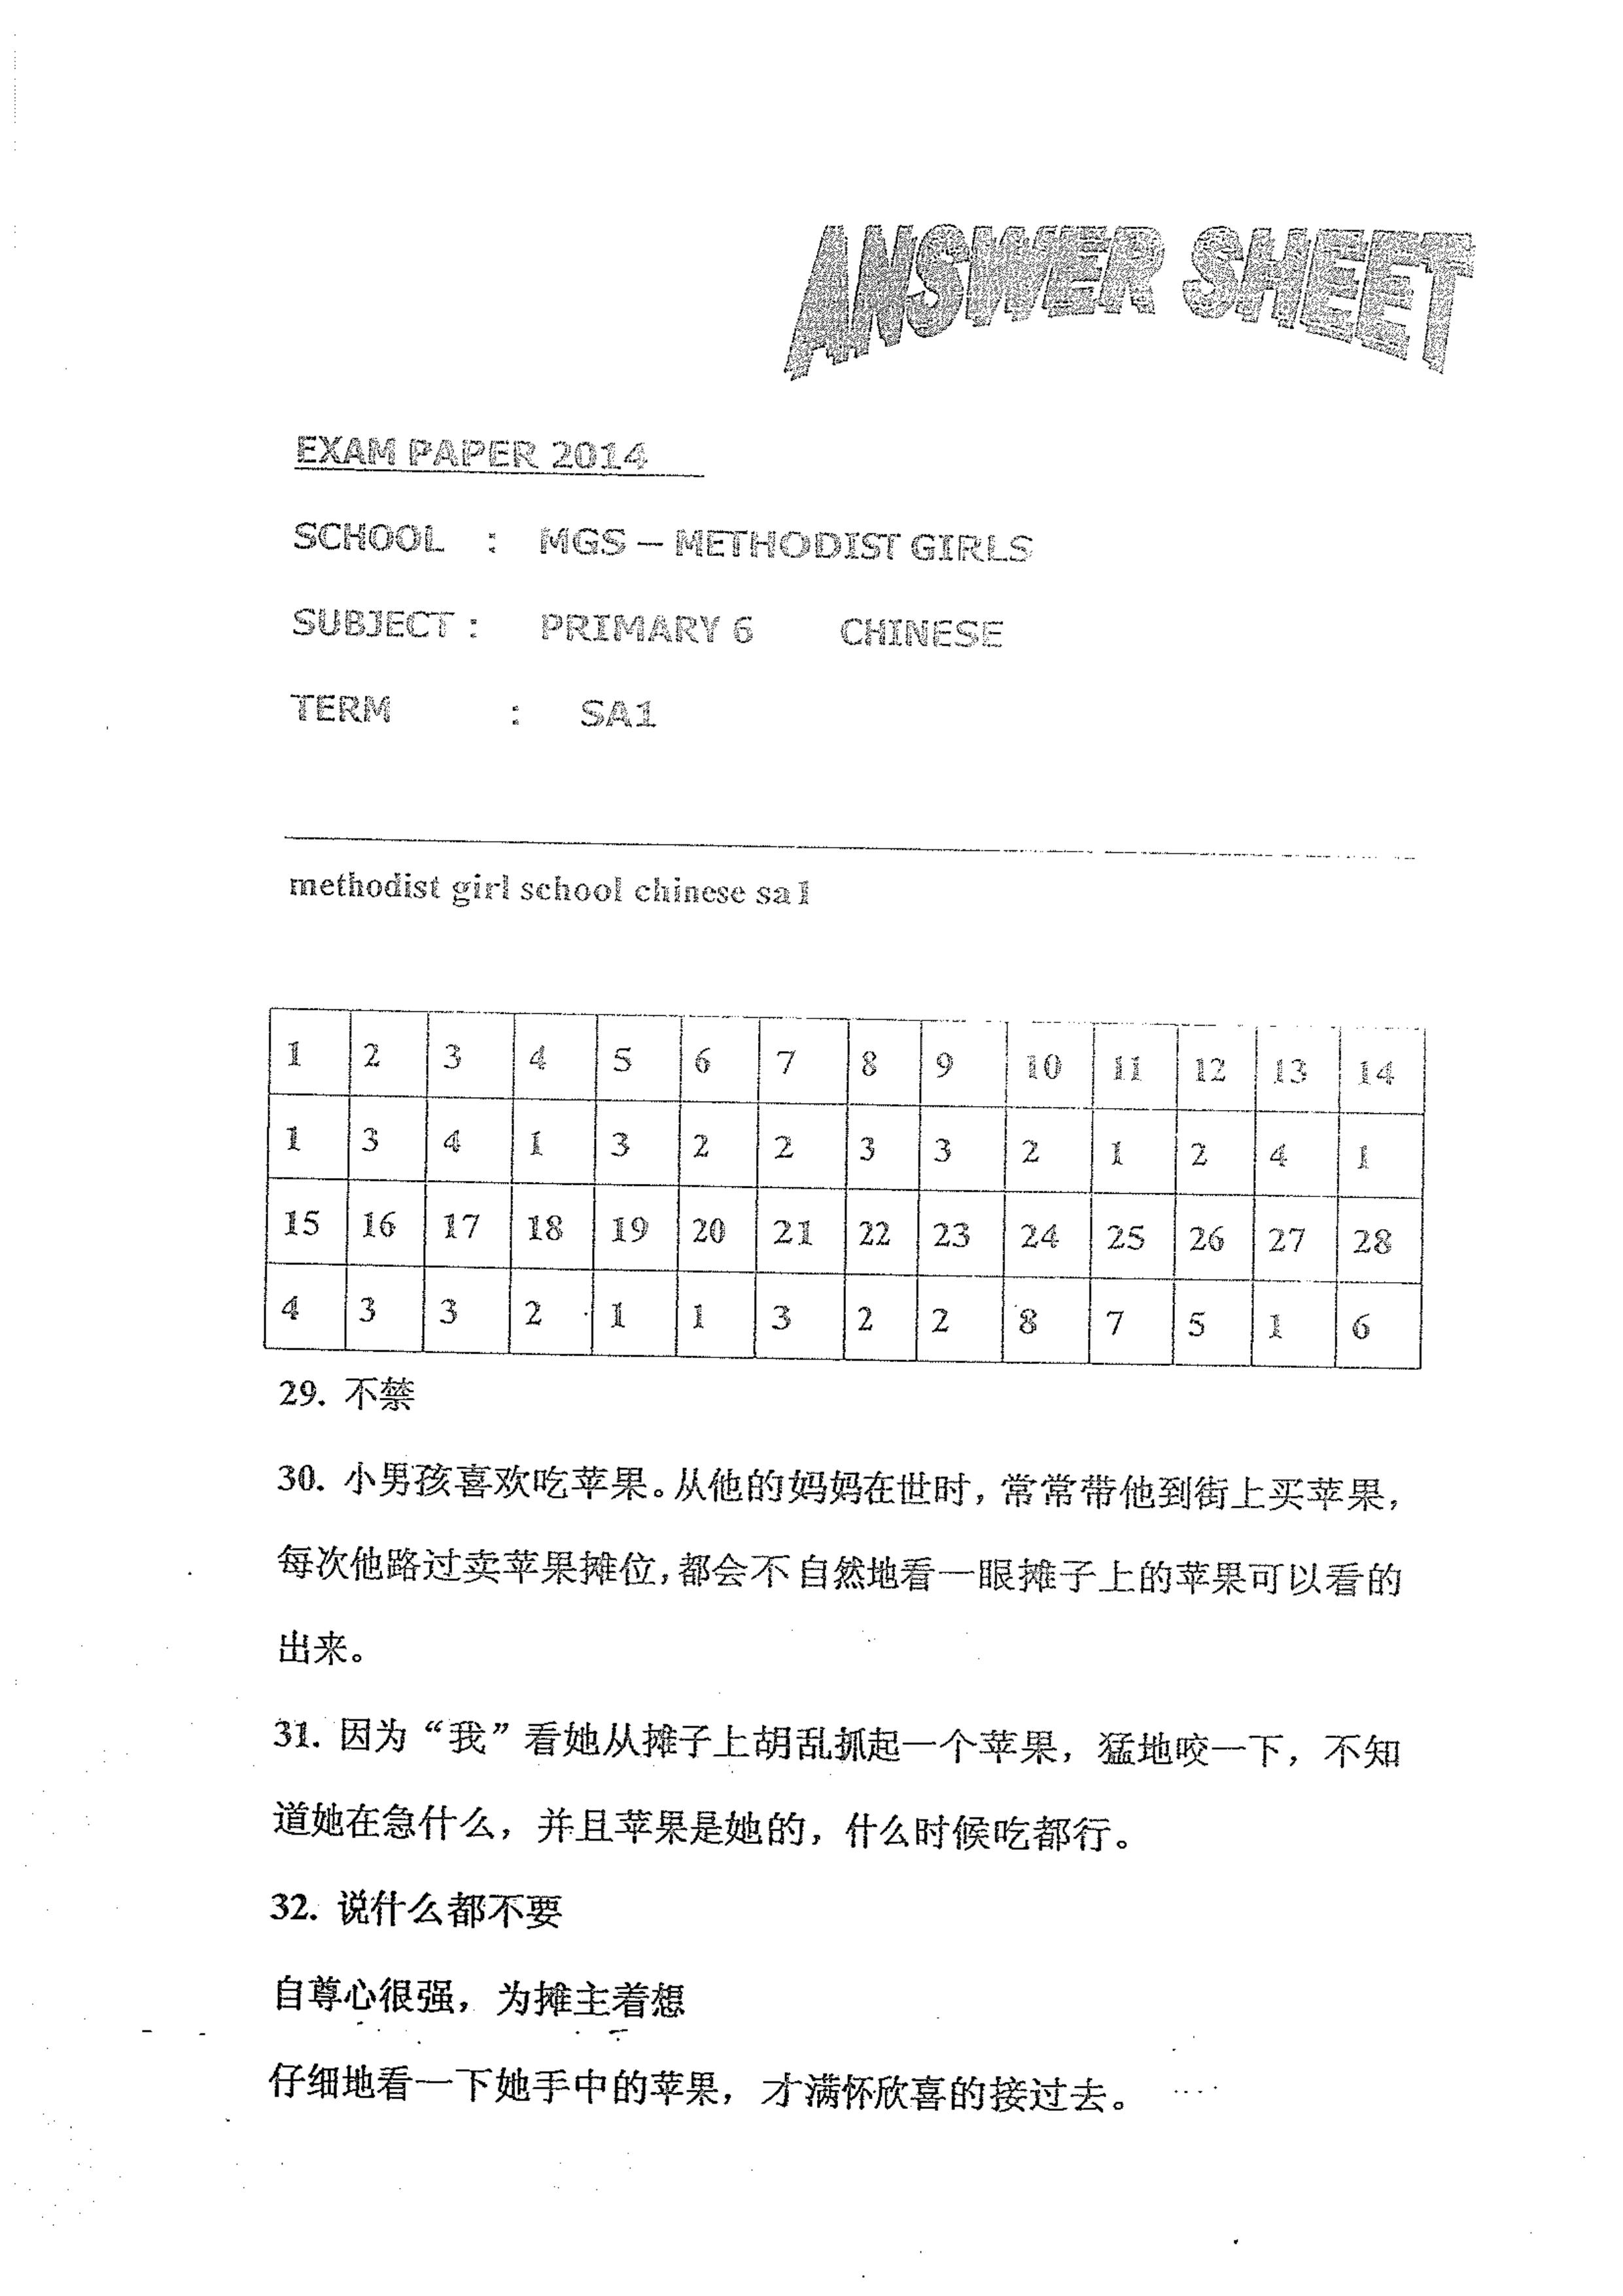 ANSWER SHEET
EXAM PAPER 2014
SCHOOL : MGS – METHODIST GIRLS
SUBJECT : PRIMARY 6 CHINESE
TERM : SA1
methodist girl school chinese sa1
1 2 3 4 5 6 7 8 9 10 11 12 13 14
1 3 4 1 3 2 2 3 3 2 1 2 4 1
15 16 17 18 19 20 21 22 23 24 25 26 27 28
4 3 3 2 1 1 3 2 2 8 7 5 1 6
29. 不禁
30. 小男孩喜欢吃苹果。从他的妈妈在世时，常常带他到街上买苹果，
每次他路过卖苹果摊位，都会不自然地看一眼摊子上的苹果可以看的
出来。
31. 因为“我”看她从摊子上胡乱抓起一个苹果，猛地咬一下，不知
道她在急什么，并且苹果是她的，什么时候吃都行。
32. 说什么都不要
自尊心很强，为摊主着想
仔细地看一下她手中的苹果，才满怀欣喜的接过去。